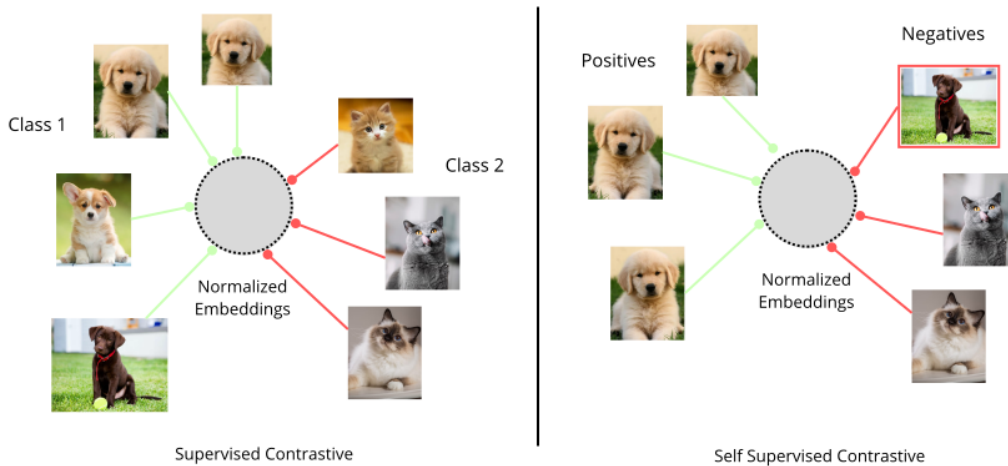 Class 1
Class 2
Normalized
Embeddings
Supervised Contrastive
Positives
Negatives
Normalized
Embeddings
Self Supervised Contrastive